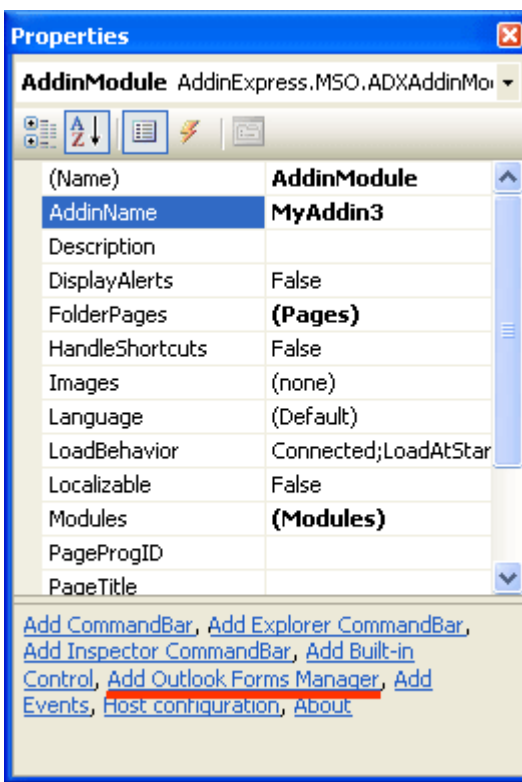 Properties
AddinModule AddinExpress.MSO.ADXAddinMo
(Name) AddinModule
AddinName MyAddin3
Description
DisplayAlerts False
FolderPages (Pages)
HandleShortcuts False
Images (none)
Language (Default)
LoadBehavior Connected;LoadAtStar
Localizable False
Modules (Modules)
PageProgID
PageTitle
Add CommandBar, Add Explorer CommandBar,
Add Inspector CommandBar, Add Built-in
Control, Add Outlook Forms Manager, Add
Events, Host configuration, About